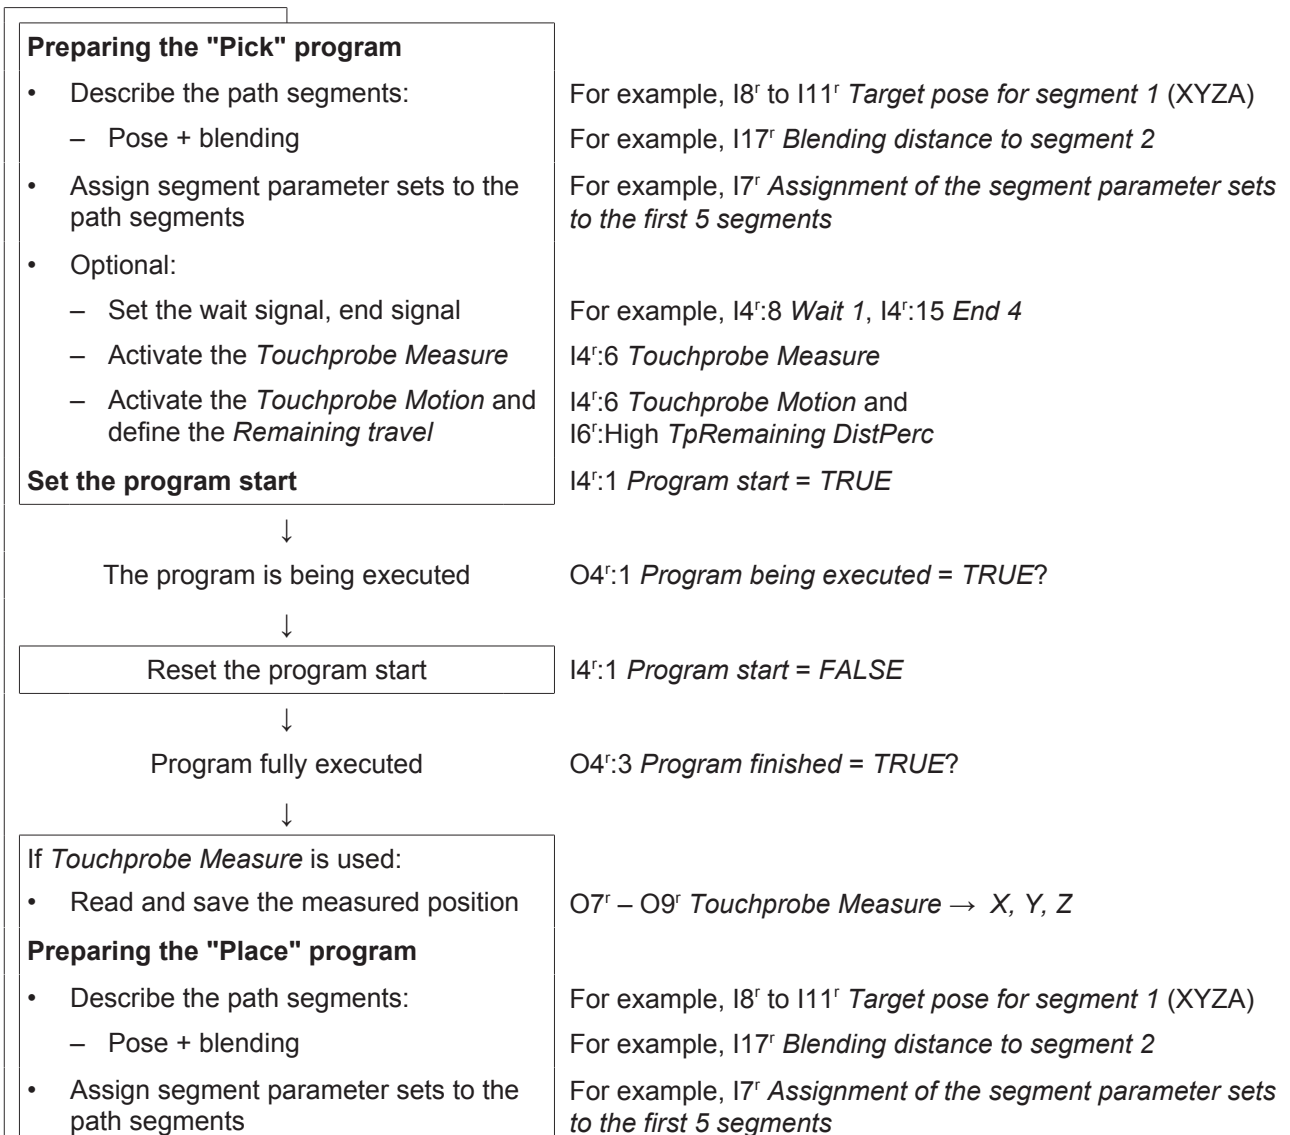 Preparing the "Pick" program
• Describe the path segments: For example, I8ʳ to I11ʳ Target pose for segment 1 (XYZA)
– Pose + blending For example, I17ʳ Blending distance to segment 2
• Assign segment parameter sets to the For example, I7ʳ Assignment of the segment parameter sets
path segments to the first 5 segments
• Optional:
– Set the wait signal, end signal For example, I4ʳ:8 Wait 1, I4ʳ:15 End 4
– Activate the Touchprobe Measure I4ʳ:6 Touchprobe Measure
– Activate the Touchprobe Motion and I4ʳ:6 Touchprobe Motion and
define the Remaining travel I6ʳ:High TpRemaining DistPerc
Set the program start I4ʳ:1 Program start = TRUE
↓
The program is being executed O4ʳ:1 Program being executed = TRUE?
↓
Reset the program start I4ʳ:1 Program start = FALSE
↓
Program fully executed O4ʳ:3 Program finished = TRUE?
↓
If Touchprobe Measure is used:
• Read and save the measured position O7ʳ – O9ʳ Touchprobe Measure → X, Y, Z
Preparing the "Place" program
• Describe the path segments: For example, I8ʳ to I11ʳ Target pose for segment 1 (XYZA)
– Pose + blending For example, I17ʳ Blending distance to segment 2
• Assign segment parameter sets to the For example, I7ʳ Assignment of the segment parameter sets
path segments to the first 5 segments